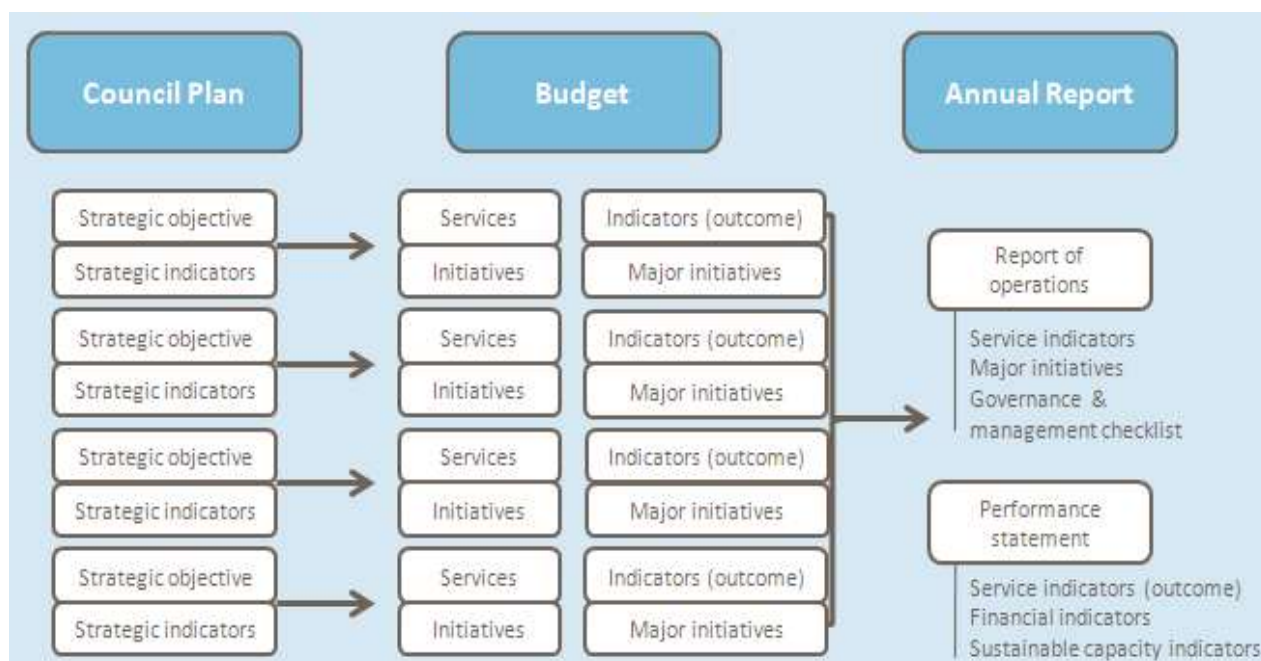 Council Plan
Budget
Annual Report
Strategic objective
Strategic indicators
Services
Initiatives
Indicators (outcome)
Major initiatives
Strategic objective
Strategic indicators
Services
Initiatives
Indicators (outcome)
Major initiatives
Strategic objective
Strategic indicators
Services
Initiatives
Indicators (outcome)
Major initiatives
Strategic objective
Strategic indicators
Services
Initiatives
Indicators (outcome)
Major initiatives
Report of
operations
Service indicators
Major initiatives
Governance &
management checklist
Performance
statement
Service indicators (outcome)
Financial indicators
Sustainable capacity indicators